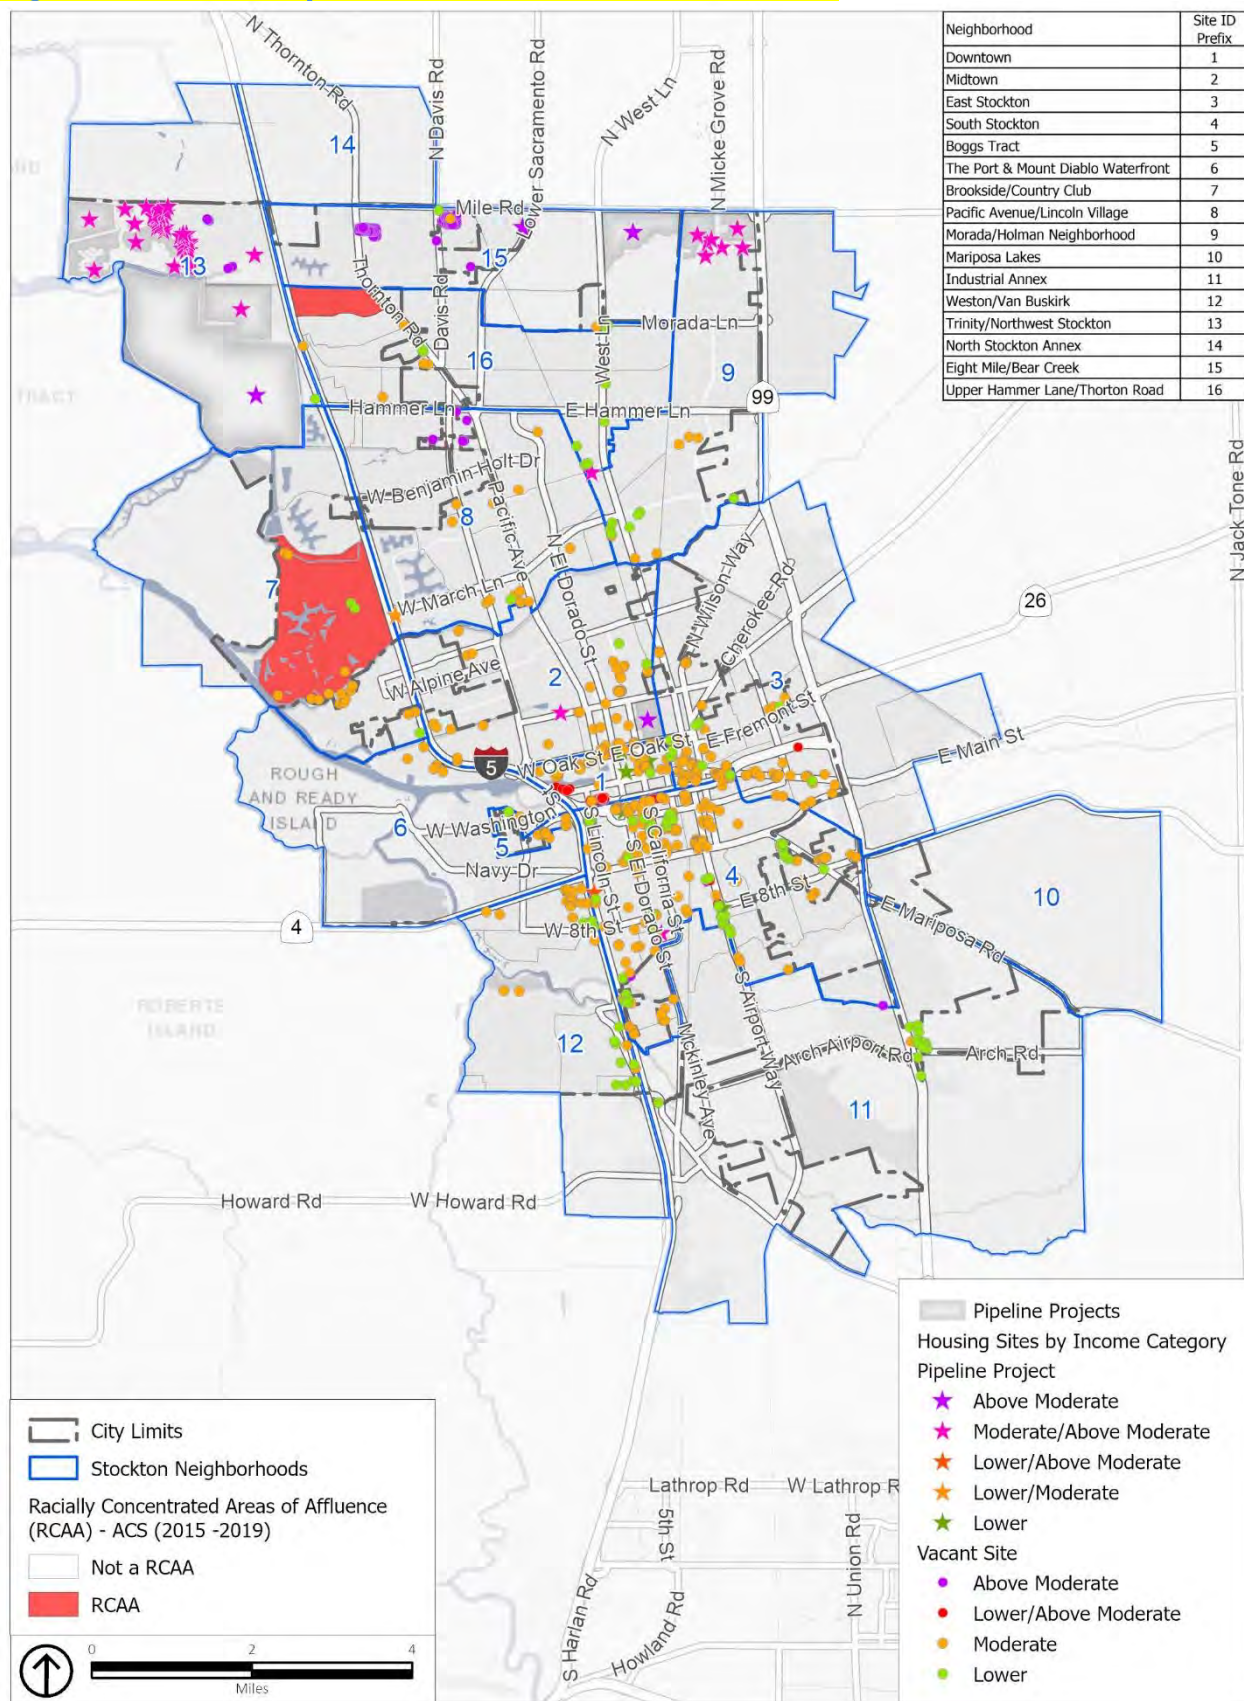 Neighborhood Site ID Prefix
Downtown 1
Midtown 2
East Stockton 3
South Stockton 4
Boggs Tract 5
The Port & Mount Diablo Waterfront 6
Brookside/Country Club 7
Pacific Avenue/Lincoln Village 8
Morada/Holman Neighborhood 9
Mariposa Lakes 10
Industrial Annex 11
Weston/Van Buskirk 12
Trinity/Northwest Stockton 13
North Stockton Annex 14
Eight Mile/Bear Creek 15
Upper Hammer Lane/Thorton Road 16
N Thornton Rd
N Davis Rd
Lower Sacramento Rd
N West Ln
N Micke Grove Rd
14
Mile Rd
13
15
Thornton Rd
Davis Rd
West Ln
Morada Ln
16
9
TRACT
Hammer Ln
E Hammer Ln
99
N Jack Tone Rd
W Benjamin Holt Dr
8
Pacific Ave
N El Dorado St
N Wilson Way
Cherokee Rd
7
W March Ln
26
2
W Alpine Ave
3
E Fremont St
E Main St
W Oak St
E Oak St
5
1
ROUGH
AND READY
ISLAND
6
W Washington St
5
Navy Dr
S Lincoln St
S El Dorado St
S California St
4
E 8th St
10
4
W 8th St
E Mariposa Rd
ROBERTS
ISLAND
12
S Airport Way
Mckinley Ave
Arch Airport Rd
Arch Rd
11
Howard Rd
W Howard Rd
Lathrop Rd
W Lathrop R
5th St
N Union Rd
S Harlan Rd
Howland Rd
City Limits
Stockton Neighborhoods
Racially Concentrated Areas of Affluence
(RCAA) - ACS (2015 -2019)
Not a RCAA
RCAA
0 2 4
Miles
Pipeline Projects
Housing Sites by Income Category
Pipeline Project
Above Moderate
Moderate/Above Moderate
Lower/Above Moderate
Lower/Moderate
Lower
Vacant Site
Above Moderate
Lower/Above Moderate
Moderate
Lower